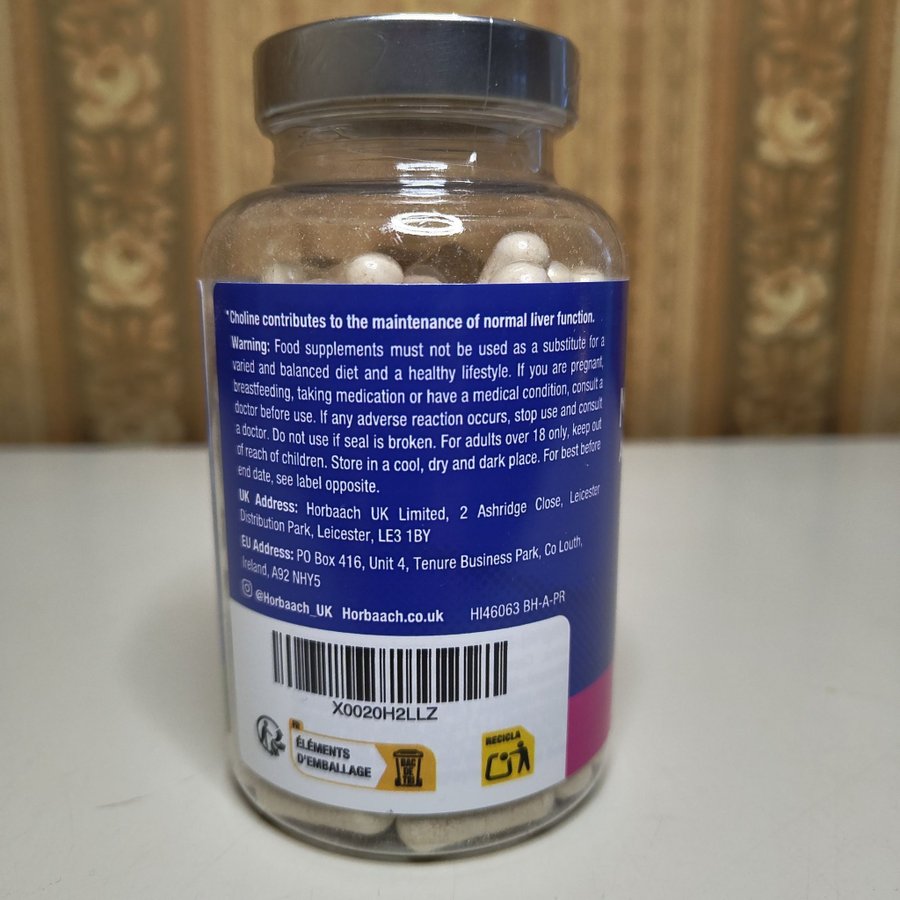 *Choline contributes to the maintenance of normal liver function.
Warning: Food supplements must not be used as a substitute for a
varied and balanced diet and a healthy lifestyle. If you are pregnant,
breastfeeding, taking medication or have a medical condition, consult a
doctor before use. If any adverse reaction occurs, stop use and consult
a doctor. Do not use if seal is broken. For adults over 18 only, keep out
of reach of children. Store in a cool, dry and dark place. For best before
end date, see label opposite.
UK Address: Horbaach UK Limited, 2 Ashridge Close, Leicester
Distribution Park, Leicester, LE3 1BY
EU Address: PO Box 416, Unit 4, Tenure Business Park, Co Louth,
Ireland, A92 NHY5
@Horbaach_UK Horbaach.co.uk HI46063 BH-A-PR
X0020H2LLZ
FR
ÉLÉMENTS
D'EMBALLAGE
BAC
DE
TRI
RECICLA